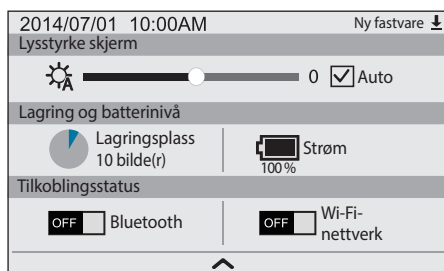 2014/07/01 10:00AM Ny fastvare
Lysstyrke skjerm
A 0 Auto
Lagring og batterinivå
Lagringsplass
10 bilde(r)
100 % Strøm
Tilkoblingsstatus
OFF Bluetooth
OFF Wi-Fi-
nettverk